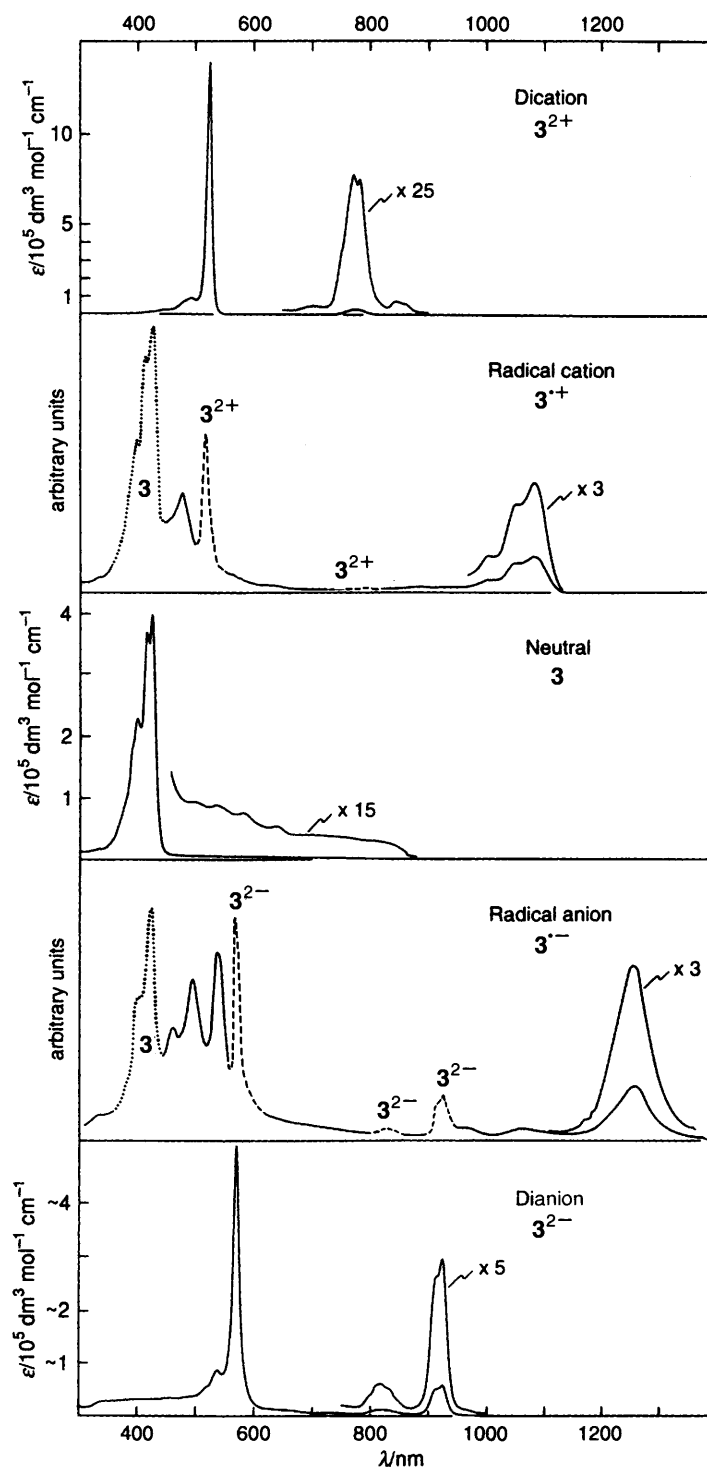 400 600 800 1000 1200
ε/10⁵ dm³ mol⁻¹ cm⁻¹
10
5
1
Dication
3²⁺
x 25
arbitrary units
Radical cation
3•⁺
3²⁺
3
3²⁺
x 3
ε/10⁵ dm³ mol⁻¹ cm⁻¹
4
2
1
Neutral
3
x 15
arbitrary units
3²⁻
Radical anion
3•⁻
x 3
3
3²⁻
3²⁻
ε/10⁵ dm³ mol⁻¹ cm⁻¹
~4
~2
~1
Dianion
3²⁻
x 5
400 600 800 1000 1200
λ/nm